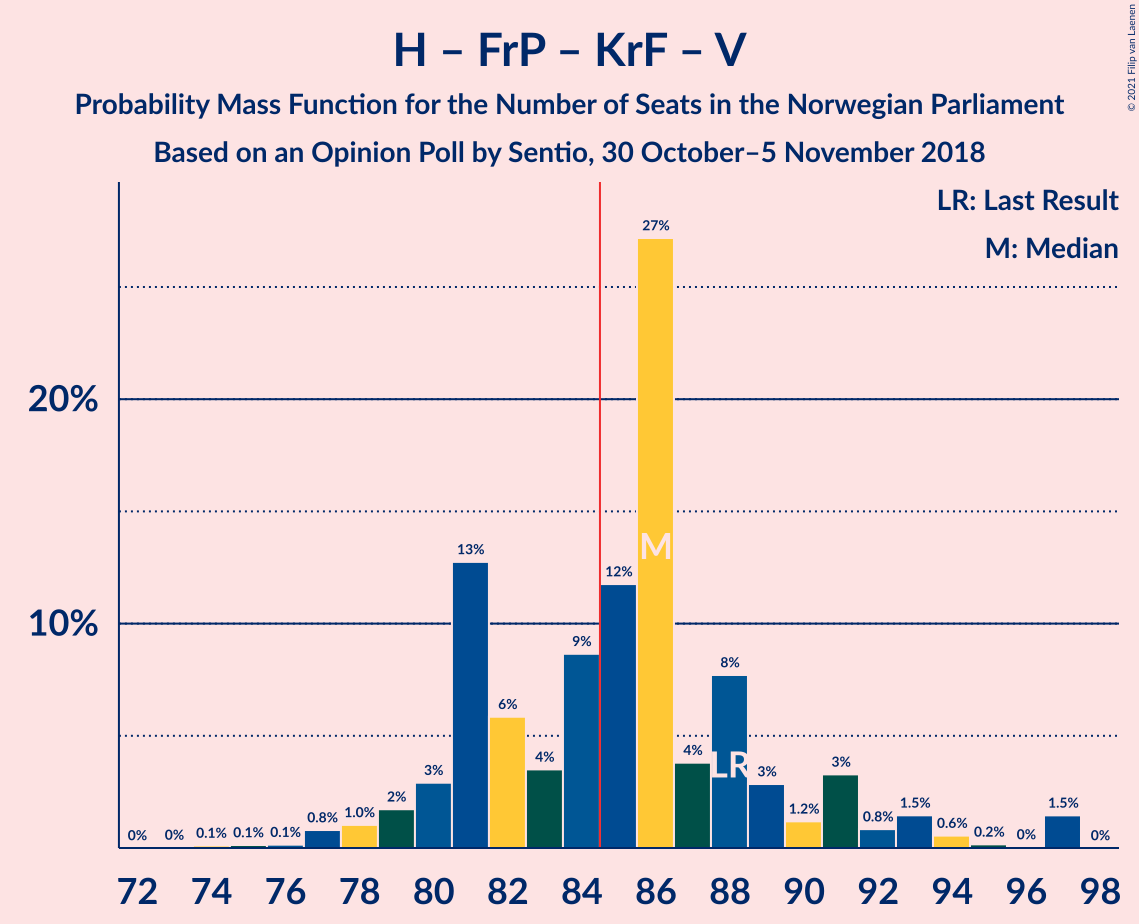 H – FrP – KrF – V
Probability Mass Function for the Number of Seats in the Norwegian Parliament
Based on an Opinion Poll by Sentio, 30 October–5 November 2018
© 2021 Filip van Laenen
LR: Last Result
M: Median
20%
10%
0% 0% 0.1% 0.1% 0.1% 0.8% 1.0% 2% 3% 13% 6% 4% 9% 12% 27% 4% 8% 3% 1.2% 3% 0.8% 1.5% 0.6% 0.2% 0% 1.5% 0%
M
LR
72 74 76 78 80 82 84 86 88 90 92 94 96 98